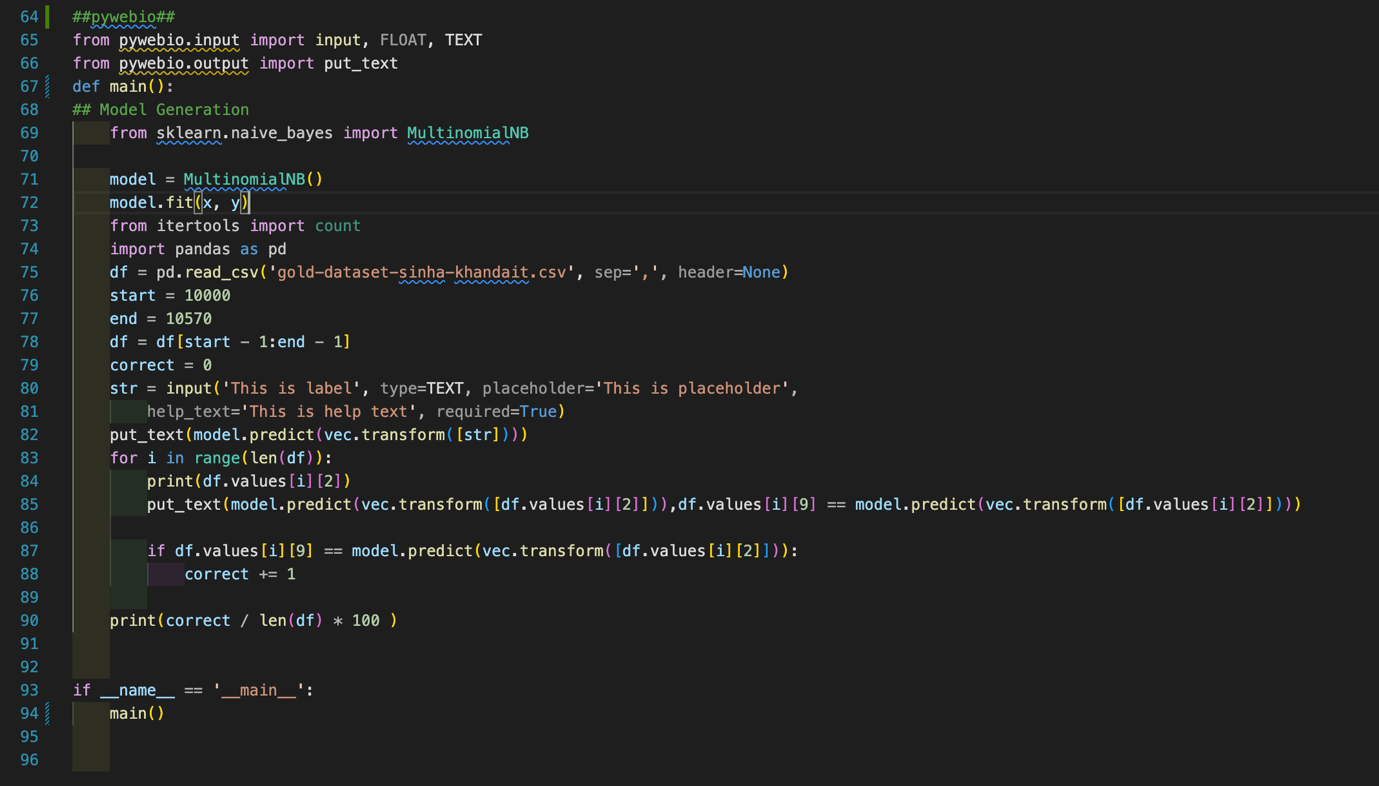 64 ##pywebio##
65 from pywebio.input import input, FLOAT, TEXT
66 from pywebio.output import put_text
67 def main():
68 ## Model Generation
69     from sklearn.naive_bayes import MultinomialNB
70
71     model = MultinomialNB()
72     model.fit(x, y)
73     from itertools import count
74     import pandas as pd
75     df = pd.read_csv('gold-dataset-sinha-khandait.csv', sep=',', header=None)
76     start = 10000
77     end = 10570
78     df = df[start - 1:end - 1]
79     correct = 0
80     str = input('This is label', type=TEXT, placeholder='This is placeholder',
81         help_text='This is help text', required=True)
82     put_text(model.predict(vec.transform([str])))
83     for i in range(len(df)):
84         print(df.values[i][2])
85         put_text(model.predict(vec.transform([df.values[i][2]])),df.values[i][9] == model.predict(vec.transform([df.values[i][2]])))
86
87         if df.values[i][9] == model.predict(vec.transform([df.values[i][2]])):
88             correct += 1
89
90     print(correct / len(df) * 100 )
91
92
93 if __name__ == '__main__':
94     main()
95
96